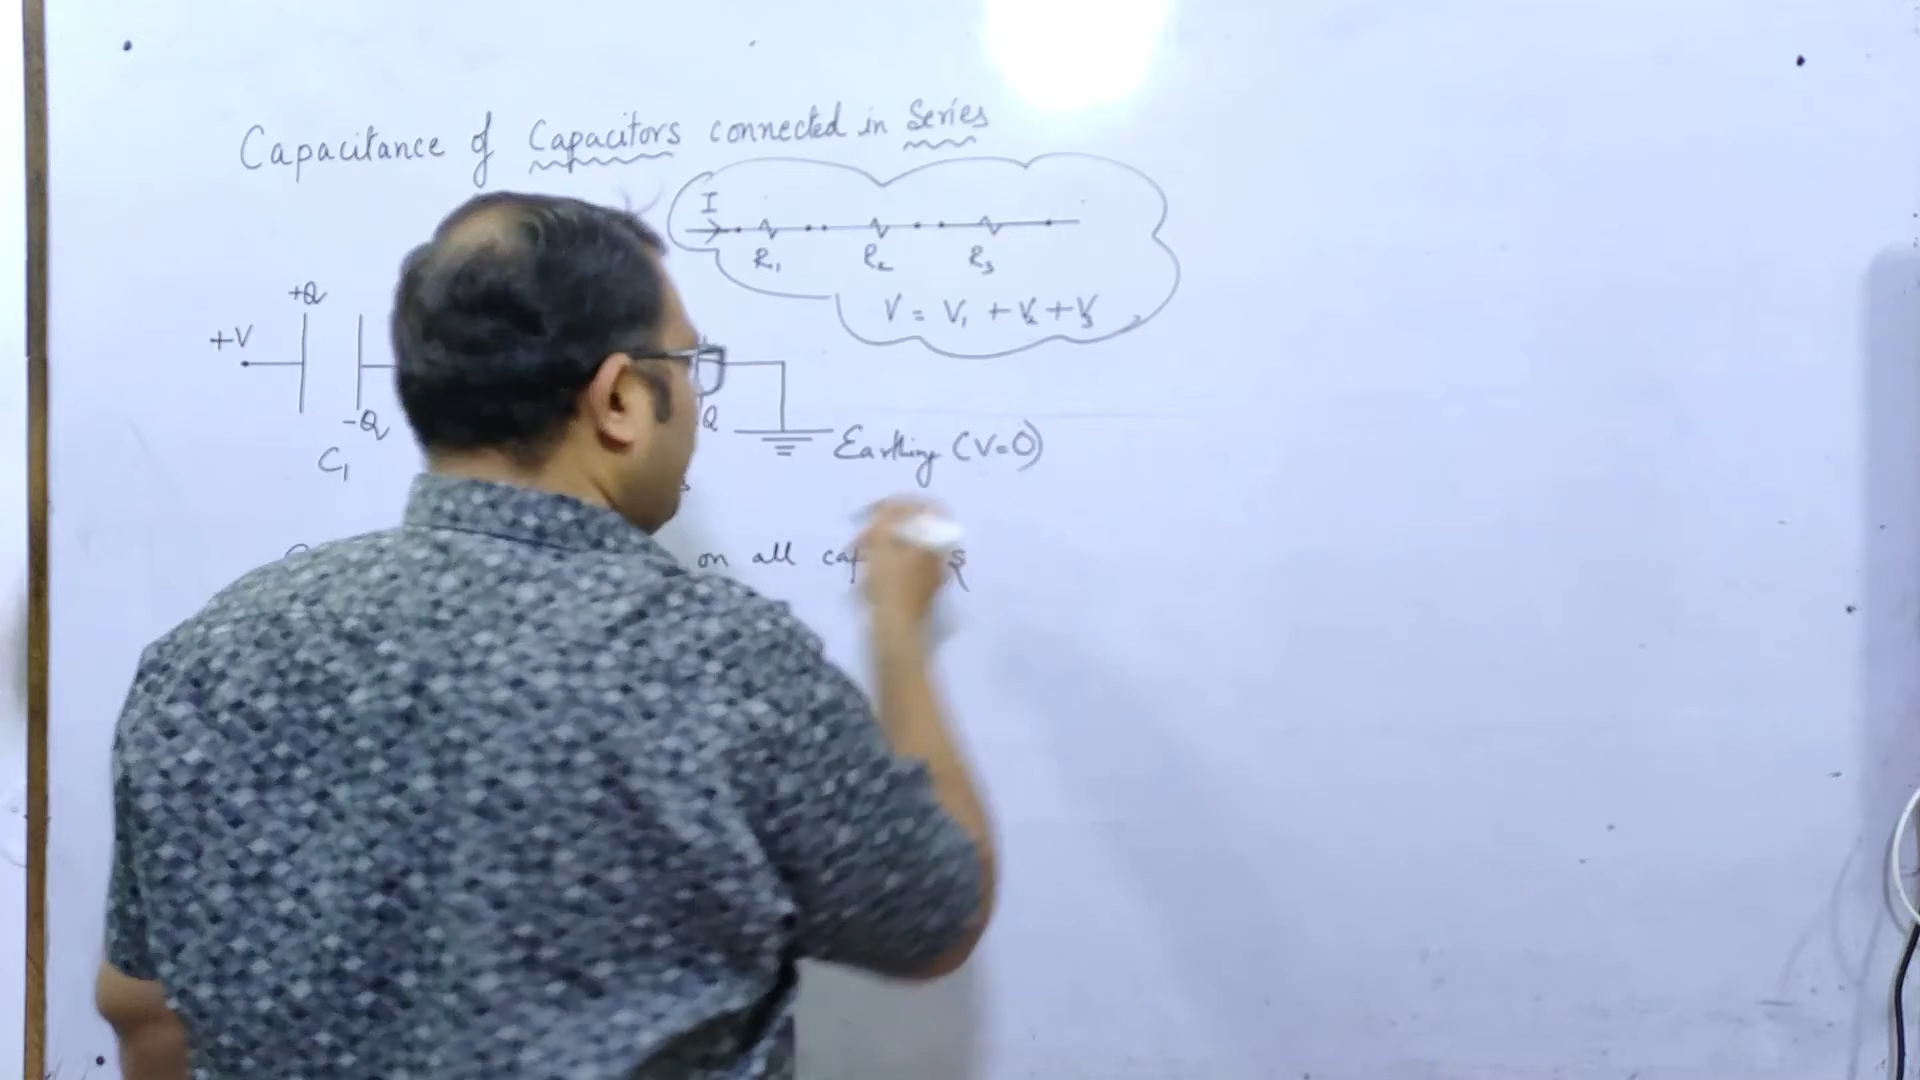 Capacitance of Capacitors connected in Series
I
R₁ R₂ R₃
V = V₁ + V₂ + V₃
+Q
+V
-Q
Q
C₁
Earthing (V=0)
on all